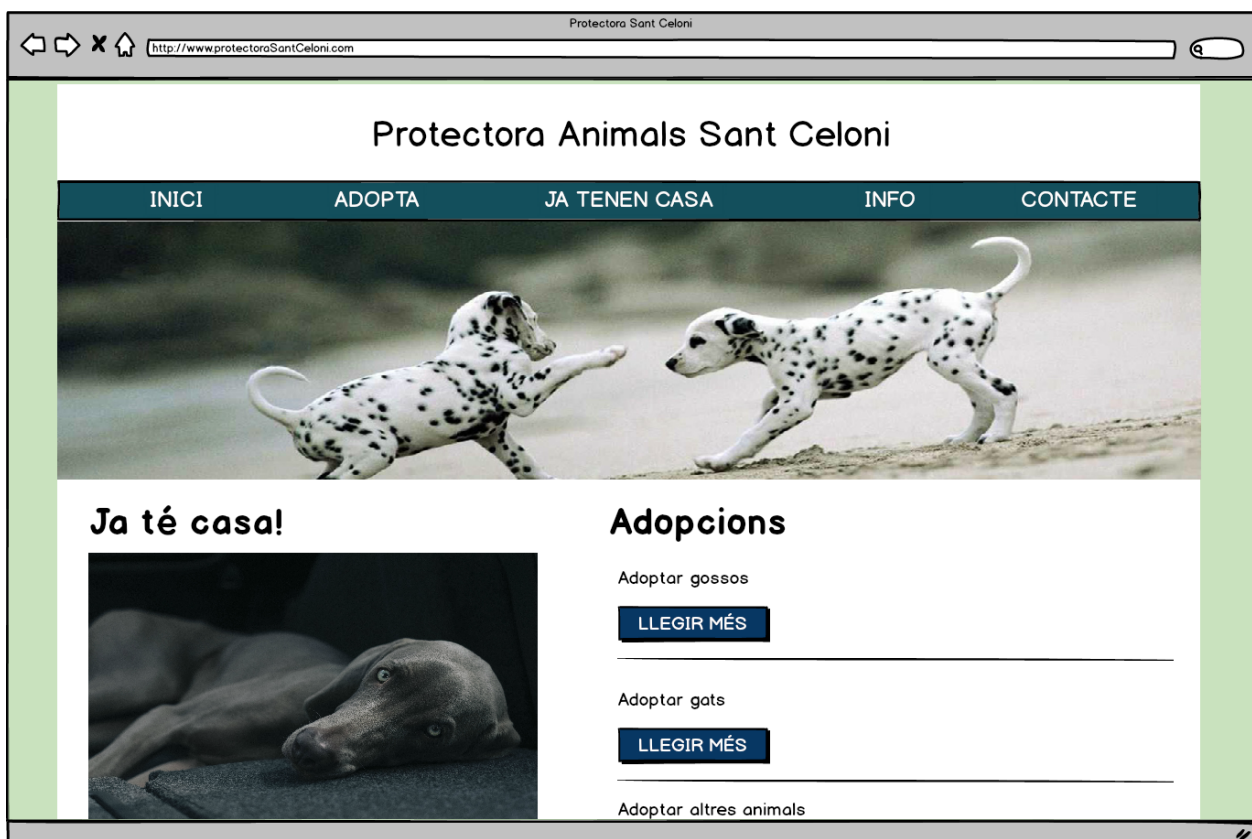 Protectora Sant Celoni
http://www.protectoraSantCeloni.com
Protectora Animals Sant Celoni
INICI ADOPTA JA TENEN CASA INFO CONTACTE
Ja té casa!
Adopcions
Adoptar gossos
LLEGIR MÉS
Adoptar gats
LLEGIR MÉS
Adoptar altres animals